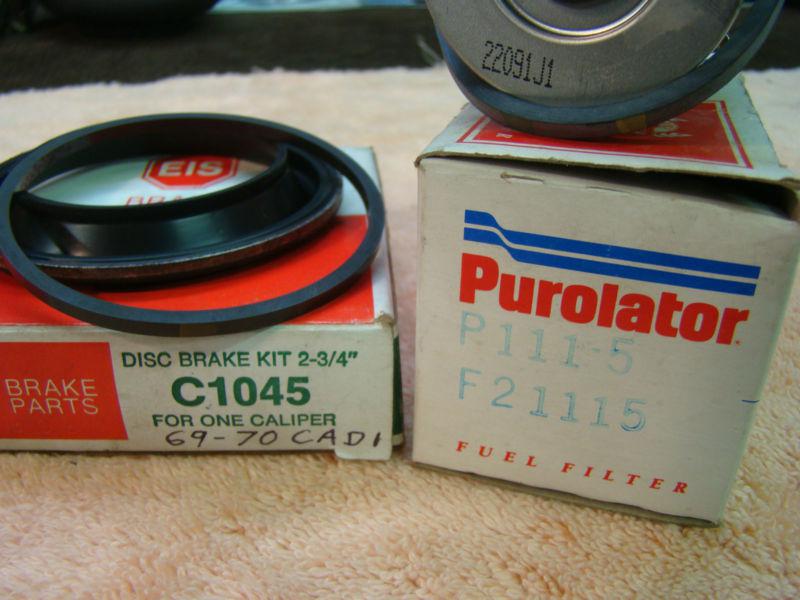 EIS
BRAKE PARTS
DISC BRAKE KIT 2-3/4"
C1045
FOR ONE CALIPER
69-70 CADI
22091J1
Purolator
P111-5
F21115
FUEL FILTER